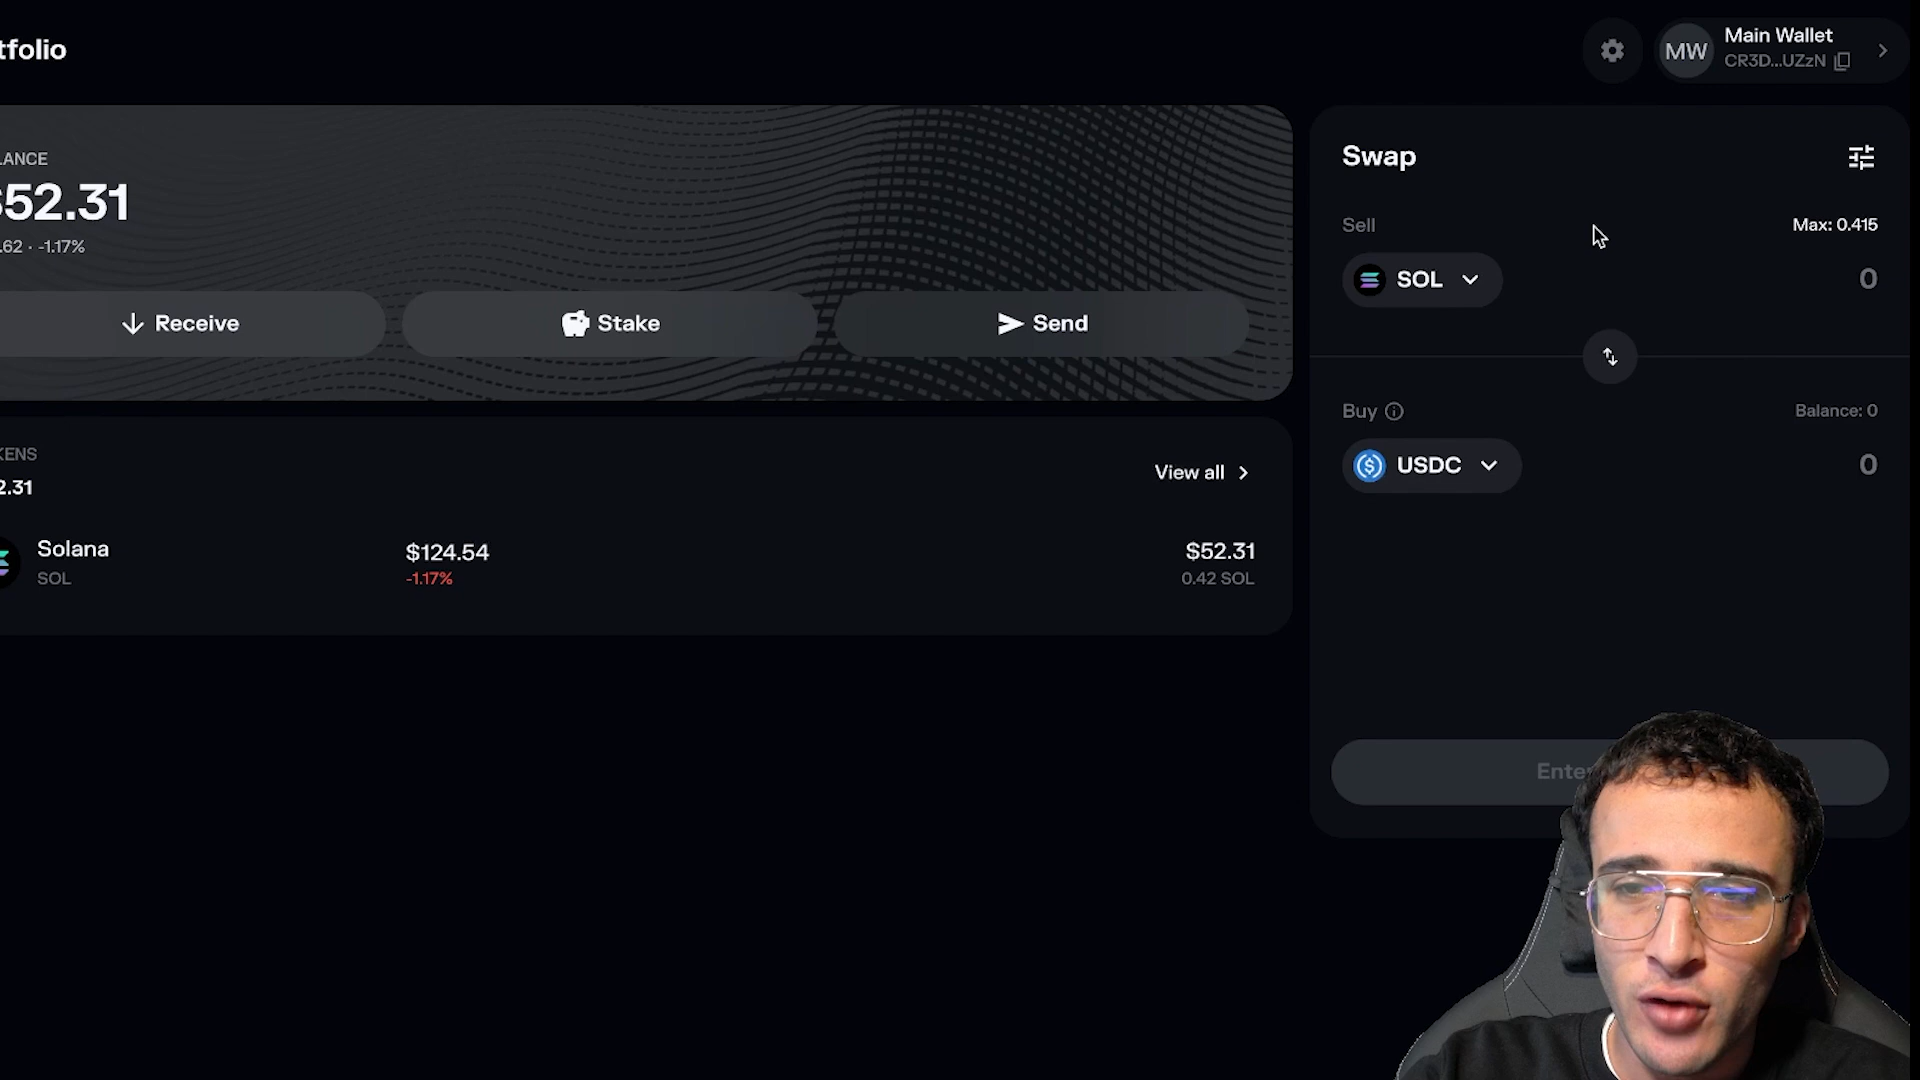 tfolio
MW
Main Wallet
CR3D...UZzN
LANCE
$52.31
.62 · -1.17%
Receive
Stake
Send
KENS
2.31
View all
Solana
SOL
$124.54
-1.17%
$52.31
0.42 SOL
Swap
Sell
Max: 0.415
SOL
0
Buy
Balance: 0
USDC
0
Enter